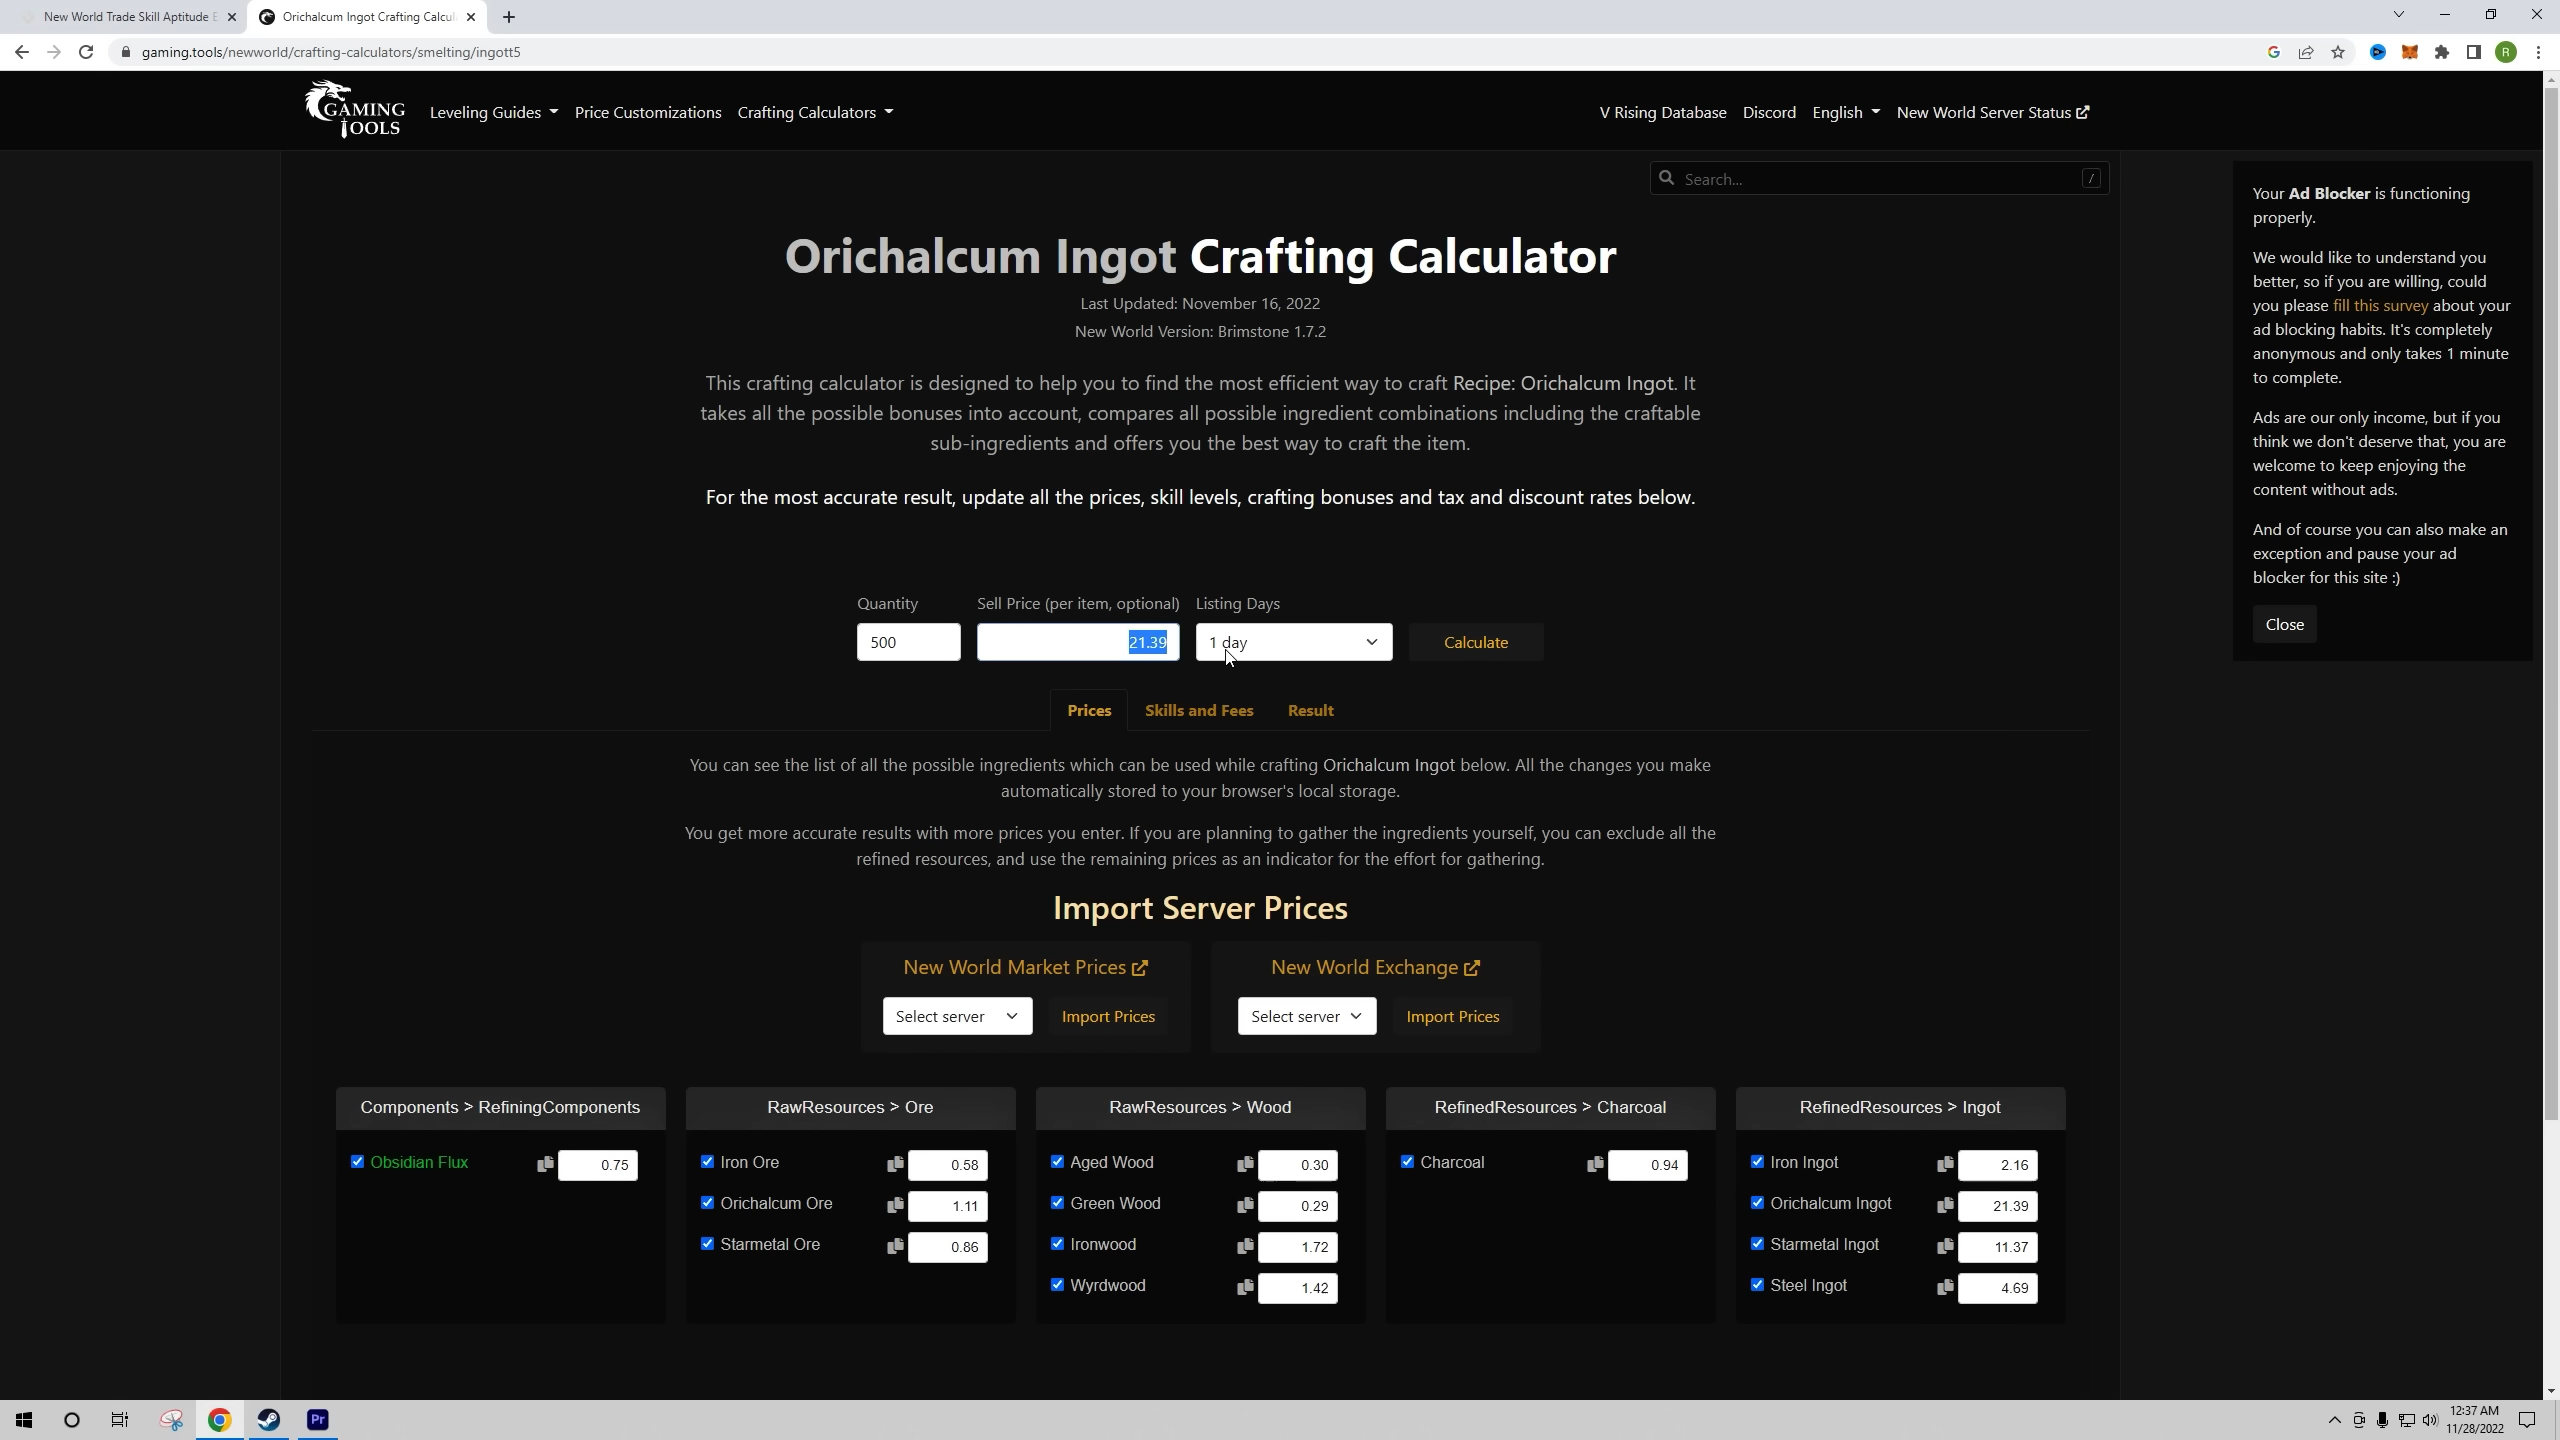 New World Trade Skill Aptitude E
Orichalcum Ingot Crafting Calcul
gaming.tools/newworld/crafting-calculators/smelting/ingott5
R
GAMING TOOLS
Leveling Guides
Price Customizations
Crafting Calculators
V Rising Database
Discord
English
New World Server Status
Search...
/
Orichalcum Ingot Crafting Calculator
Last Updated: November 16, 2022
New World Version: Brimstone 1.7.2
This crafting calculator is designed to help you to find the most efficient way to craft Recipe: Orichalcum Ingot. It
takes all the possible bonuses into account, compares all possible ingredient combinations including the craftable
sub-ingredients and offers you the best way to craft the item.
For the most accurate result, update all the prices, skill levels, crafting bonuses and tax and discount rates below.
Your Ad Blocker is functioning
properly.
We would like to understand you
better, so if you are willing, could
you please fill this survey about your
ad blocking habits. It's completely
anonymous and only takes 1 minute
to complete.
Ads are our only income, but if you
think we don't deserve that, you are
welcome to keep enjoying the
content without ads.
And of course you can also make an
exception and pause your ad
blocker for this site :)
Close
Quantity
Sell Price (per item, optional)
Listing Days
500
21.39
1 day
Calculate
Prices
Skills and Fees
Result
You can see the list of all the possible ingredients which can be used while crafting Orichalcum Ingot below. All the changes you make
automatically stored to your browser's local storage.
You get more accurate results with more prices you enter. If you are planning to gather the ingredients yourself, you can exclude all the
refined resources, and use the remaining prices as an indicator for the effort for gathering.
Import Server Prices
New World Market Prices
Select server
Import Prices
New World Exchange
Select server
Import Prices
Components > RefiningComponents
Obsidian Flux 0.75
RawResources > Ore
Iron Ore 0.58
Orichalcum Ore 1.11
Starmetal Ore 0.86
RawResources > Wood
Aged Wood 0.30
Green Wood 0.29
Ironwood 1.72
Wyrdwood 1.42
RefinedResources > Charcoal
Charcoal 0.94
RefinedResources > Ingot
Iron Ingot 2.16
Orichalcum Ingot 21.39
Starmetal Ingot 11.37
Steel Ingot 4.69
Pr
12:37 AM
11/28/2022